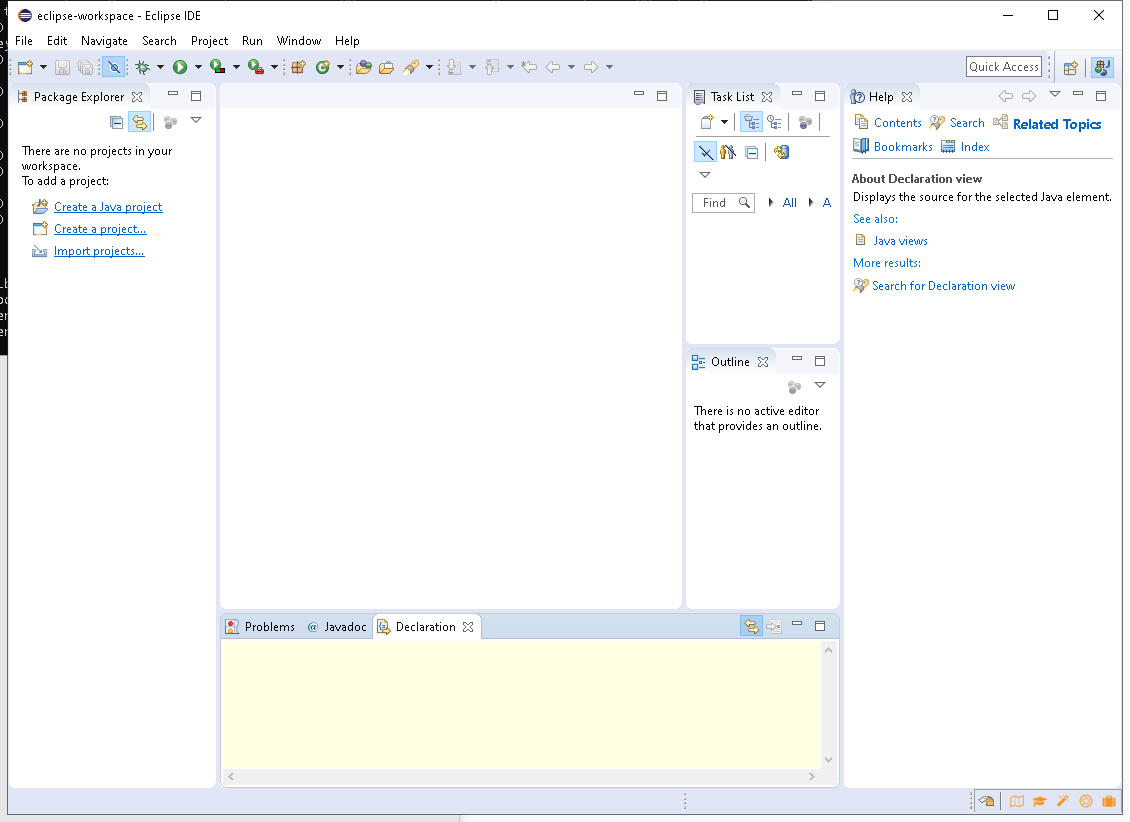 eclipse-workspace - Eclipse IDE
File Edit Navigate Search Project Run Window Help
Quick Access
Package Explorer
There are no projects in your
workspace.
To add a project:
Create a Java project
Create a project...
Import projects...
Task List
Find
All
A
Outline
There is no active editor
that provides an outline.
Help
Contents Search Related Topics
Bookmarks Index
About Declaration view
Displays the source for the selected Java element.
See also:
Java views
More results:
Search for Declaration view
Problems @ Javadoc Declaration